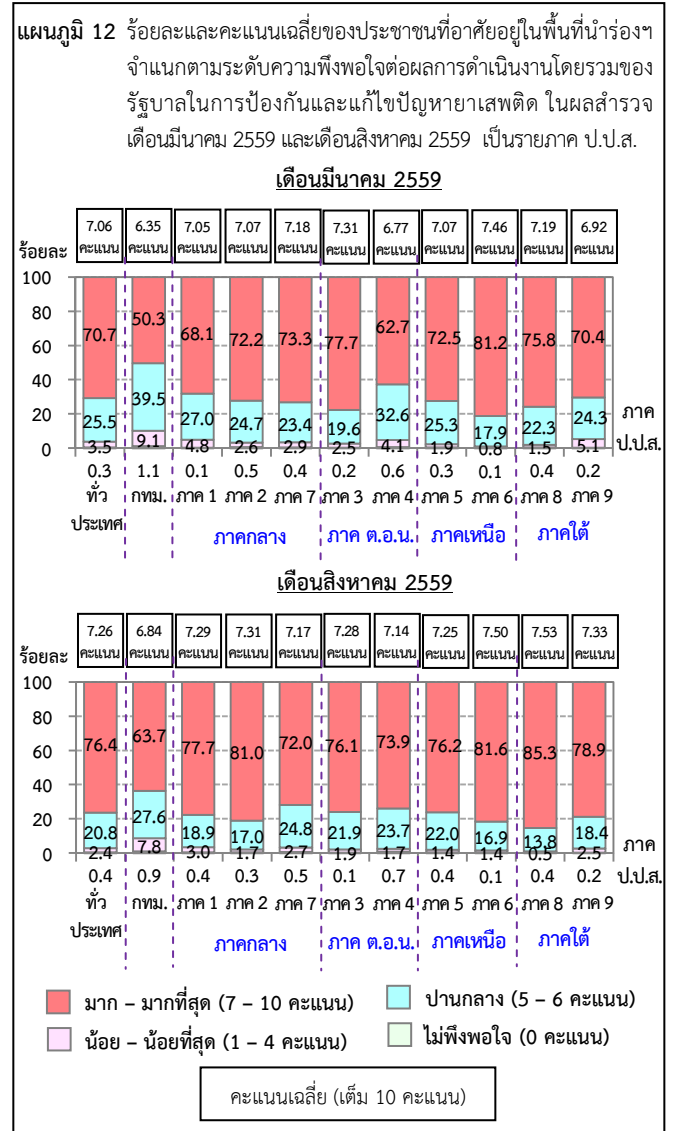 แผนภูมิ 12 ร้อยละและคะแนนเฉลี่ยของประชาชนที่อาศัยอยู่ในพื้นที่นำร่องฯ
จำแนกตามระดับความพึงพอใจต่อผลการดำเนินงานโดยรวมของ
รัฐบาลในการป้องกันและแก้ไขปัญหายาเสพติด ในผลสำรวจ
เดือนมีนาคม 2559 และเดือนสิงหาคม 2559 เป็นรายภาค ป.ป.ส.
เดือนมีนาคม 2559
7.06 6.35 7.05 7.07 7.18 7.31 6.77 7.07 7.46 7.19 6.92
คะแนน คะแนน คะแนน คะแนน คะแนน คะแนน คะแนน คะแนน คะแนน คะแนน คะแนน
ร้อยละ
100
80
60
40
20
0
70.7 50.3 68.1 72.2 73.3 77.7 62.7 72.5 81.2 75.8 70.4
25.5 39.5 27.0 24.7 23.4 19.6 32.6 25.3 17.9 22.3 24.3
3.5 9.1 4.8 2.6 2.9 2.5 4.1 1.9 0.8 1.5 5.1
0.3 1.1 0.1 0.5 0.4 0.2 0.6 0.3 0.1 0.4 0.2
ภาค
ป.ป.ส.
ทั่ว กทม. ภาค 1 ภาค 2 ภาค 7 ภาค 3 ภาค 4 ภาค 5 ภาค 6 ภาค 8 ภาค 9
ประเทศ
ภาคกลาง ภาค ต.อ.น. ภาคเหนือ ภาคใต้
เดือนสิงหาคม 2559
7.26 6.84 7.29 7.31 7.17 7.28 7.14 7.25 7.50 7.53 7.33
คะแนน คะแนน คะแนน คะแนน คะแนน คะแนน คะแนน คะแนน คะแนน คะแนน คะแนน
ร้อยละ
100
80
60
40
20
0
76.4 63.7 77.7 81.0 72.0 76.1 73.9 76.2 81.6 85.3 78.9
20.8 27.6 18.9 17.0 24.8 21.9 23.7 22.0 16.9 13.8 18.4
2.4 7.8 3.0 1.7 2.7 1.9 1.7 1.4 1.4 0.5 2.5
0.4 0.9 0.4 0.3 0.5 0.1 0.7 0.4 0.1 0.4 0.2
ภาค
ป.ป.ส.
ทั่ว กทม. ภาค 1 ภาค 2 ภาค 7 ภาค 3 ภาค 4 ภาค 5 ภาค 6 ภาค 8 ภาค 9
ประเทศ
ภาคกลาง ภาค ต.อ.น. ภาคเหนือ ภาคใต้
มาก – มากที่สุด (7 – 10 คะแนน) ปานกลาง (5 – 6 คะแนน)
น้อย – น้อยที่สุด (1 – 4 คะแนน) ไม่พึงพอใจ (0 คะแนน)
คะแนนเฉลี่ย (เต็ม 10 คะแนน)